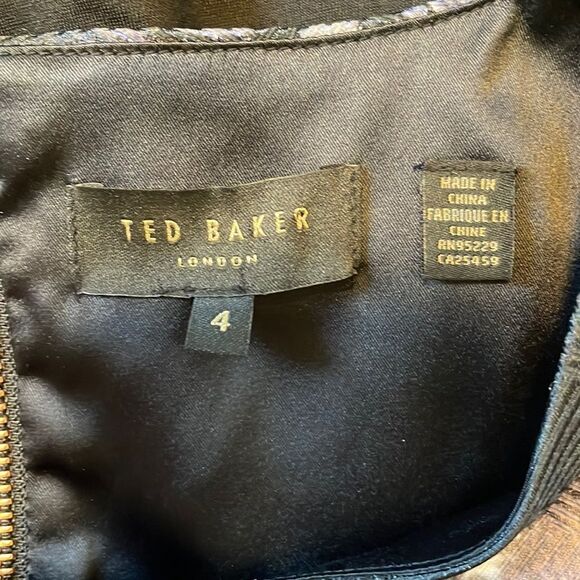 TED BAKER
LONDON
4
MADE IN
CHINA
FABRIQUE EN
CHINE
RN95229
CA25459